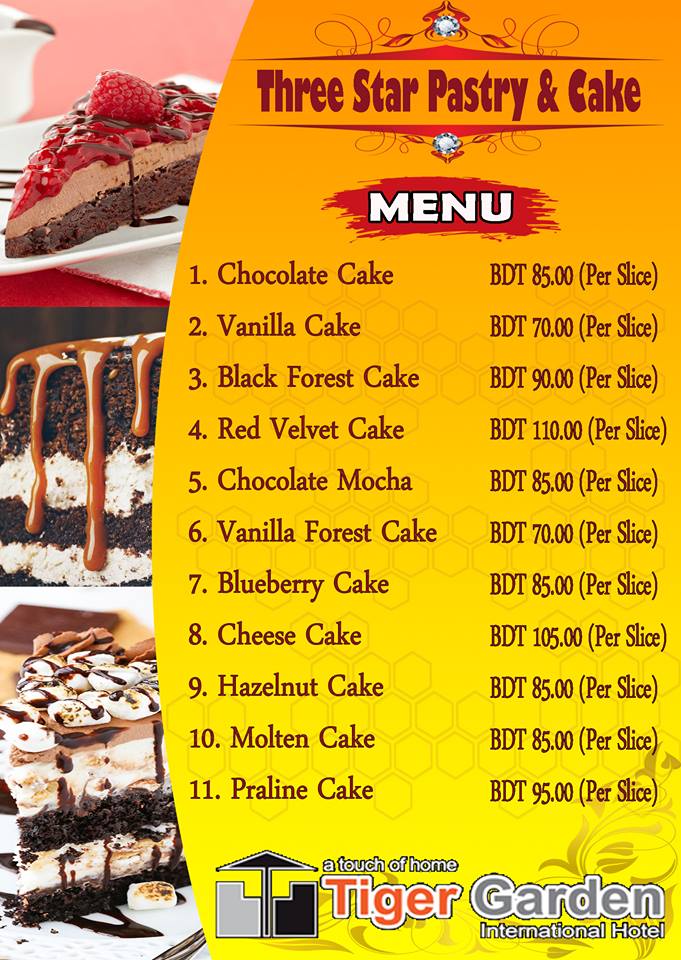 Three Star Pastry & Cake
MENU
1. Chocolate Cake BDT 85.00 (Per Slice)
2. Vanilla Cake BDT 70.00 (Per Slice)
3. Black Forest Cake BDT 90.00 (Per Slice)
4. Red Velvet Cake BDT 110.00 (Per Slice)
5. Chocolate Mocha BDT 85.00 (Per Slice)
6. Vanilla Forest Cake BDT 70.00 (Per Slice)
7. Blueberry Cake BDT 85.00 (Per Slice)
8. Cheese Cake BDT 105.00 (Per Slice)
9. Hazelnut Cake BDT 85.00 (Per Slice)
10. Molten Cake BDT 85.00 (Per Slice)
11. Praline Cake BDT 95.00 (Per Slice)
a touch of home
Tiger Garden
International Hotel